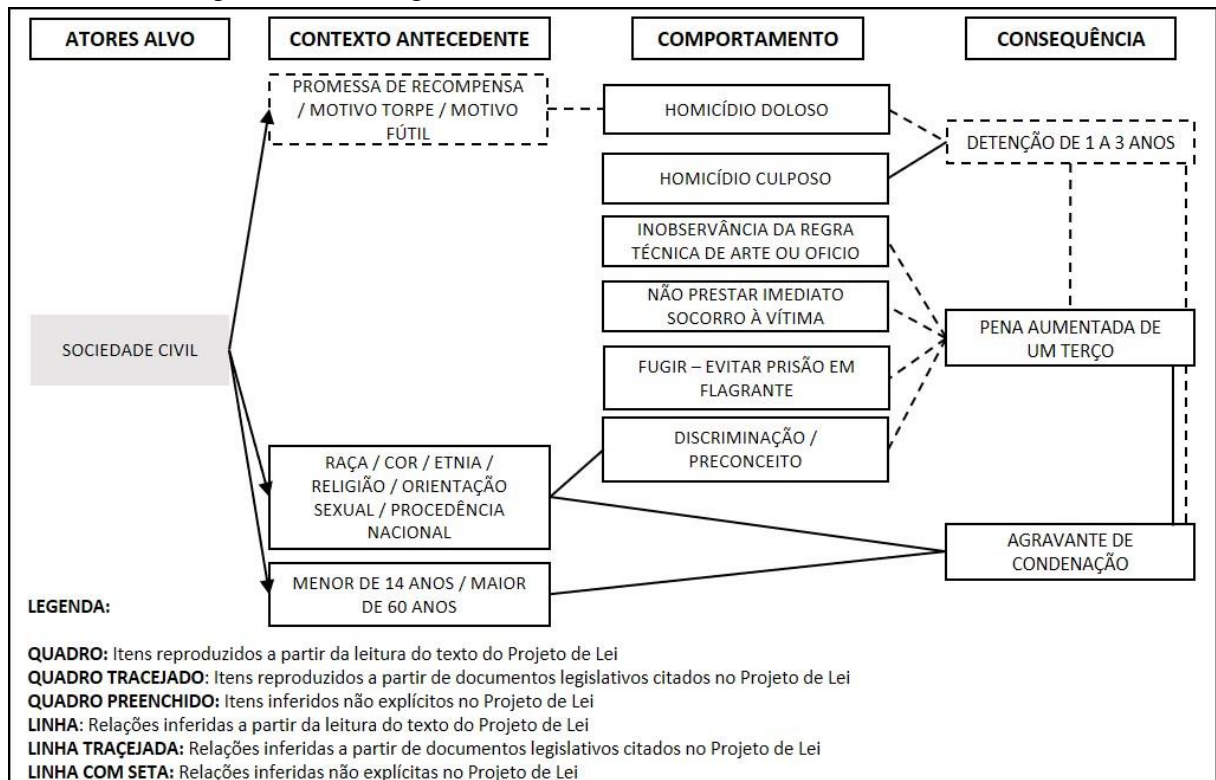 ATORES ALVO
CONTEXTO ANTECEDENTE
COMPORTAMENTO
CONSEQUÊNCIA
PROMESSA DE RECOMPENSA
/ MOTIVO TORPE / MOTIVO
FÚTIL
HOMICÍDIO DOLOSO
DETENÇÃO DE 1 A 3 ANOS
HOMICÍDIO CULPOSO
INOBSERVÂNCIA DA REGRA
TÉCNICA DE ARTE OU OFICIO
NÃO PRESTAR IMEDIATO
SOCORRO À VÍTIMA
SOCIEDADE CIVIL
PENA AUMENTADA DE
UM TERÇO
FUGIR – EVITAR PRISÃO EM
FLAGRANTE
DISCRIMINAÇÃO /
PRECONCEITO
RAÇA / COR / ETNIA /
RELIGIÃO / ORIENTAÇÃO
SEXUAL / PROCEDÊNCIA
NACIONAL
AGRAVANTE DE
CONDENAÇÃO
MENOR DE 14 ANOS / MAIOR
DE 60 ANOS
LEGENDA:
QUADRO: Itens reproduzidos a partir da leitura do texto do Projeto de Lei
QUADRO TRACEJADO: Itens reproduzidos a partir de documentos legislativos citados no Projeto de Lei
QUADRO PREENCHIDO: Itens inferidos não explícitos no Projeto de Lei
LINHA: Relações inferidas a partir da leitura do texto do Projeto de Lei
LINHA TRAÇEJADA: Relações inferidas a partir de documentos legislativos citados no Projeto de Lei
LINHA COM SETA: Relações inferidas não explícitas no Projeto de Lei